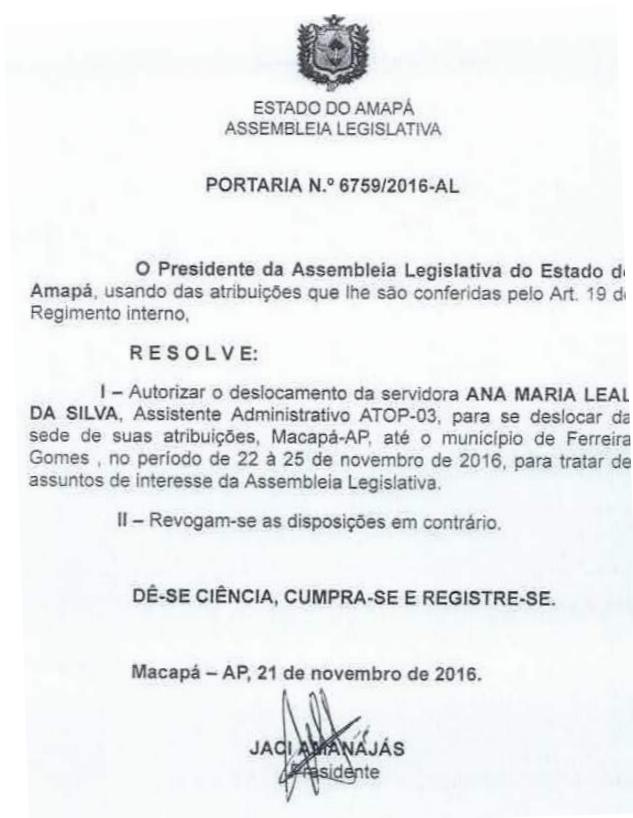 ESTADO DO AMAPÁ
ASSEMBLEIA LEGISLATIVA
PORTARIA N.º 6759/2016-AL
O Presidente da Assembleia Legislativa do Estado d
Amapá, usando das atribuições que lhe são conferidas pelo Art. 19 d
Regimento interno,
R E S O L V E:
I – Autorizar o deslocamento da servidora ANA MARIA LEAL
DA SILVA, Assistente Administrativo ATOP-03, para se deslocar da
sede de suas atribuições, Macapá-AP, até o município de Ferreira
Gomes , no período de 22 à 25 de novembro de 2016, para tratar de
assuntos de interesse da Assembleia Legislativa.
II – Revogam-se as disposições em contrário.
DÊ-SE CIÊNCIA, CUMPRA-SE E REGISTRE-SE.
Macapá – AP, 21 de novembro de 2016.
JACI AMANAJÁS
Presidente